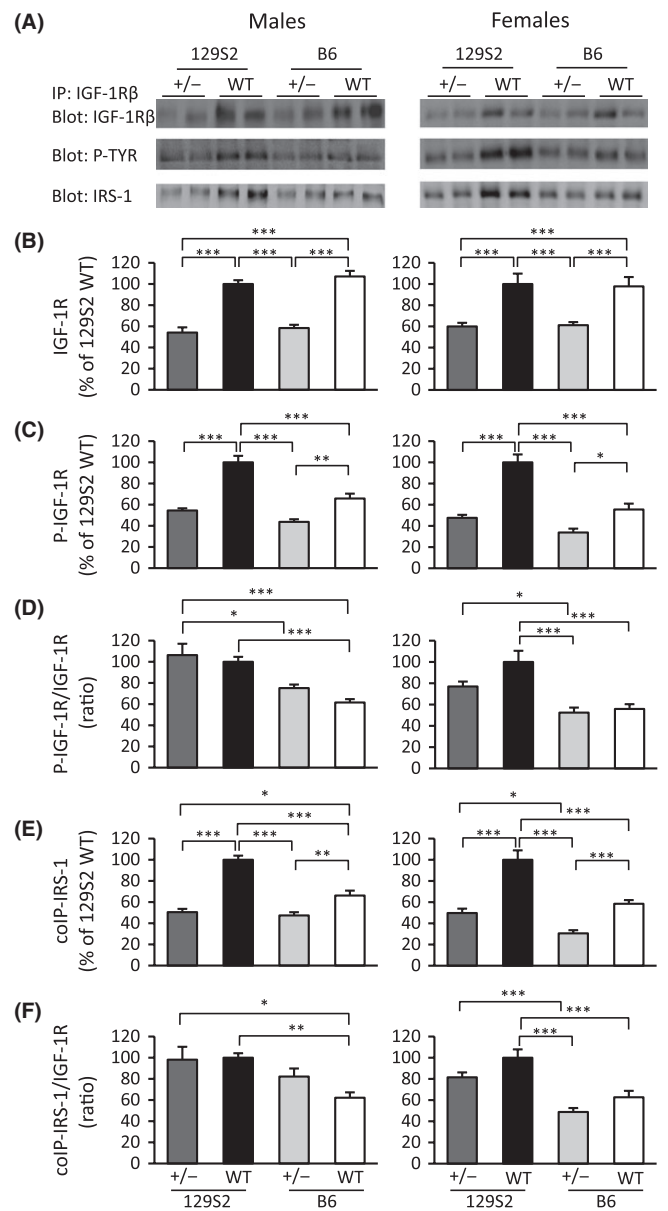 (A) Males Females
129S2 B6 129S2 B6
+/− WT +/− WT +/− WT +/− WT
IP: IGF-1Rβ
Blot: IGF-1Rβ
Blot: P-TYR
Blot: IRS-1
(B)
IGF-1R
(% of 129S2 WT)
120
100
80
60
40
20
0
*** *** *** ***
120
100
80
60
40
20
0
*** *** *** ***
(C)
P-IGF-1R
(% of 129S2 WT)
120
100
80
60
40
20
0
*** *** *** **
120
100
80
60
40
20
0
*** *** *** *
(D)
P-IGF-1R/IGF-1R
(ratio)
120
100
80
60
40
20
0
*** * ***
120
100
80
60
40
20
0
* *** ***
(E)
coIP-IRS-1
(% of 129S2 WT)
120
100
80
60
40
20
0
* *** *** *** **
120
100
80
60
40
20
0
* *** *** *** ***
(F)
coIP-IRS-1/IGF-1R
(ratio)
120
100
80
60
40
20
0
* **
120
100
80
60
40
20
0
*** *** ***
+/− WT +/− WT +/− WT +/− WT
129S2 B6 129S2 B6